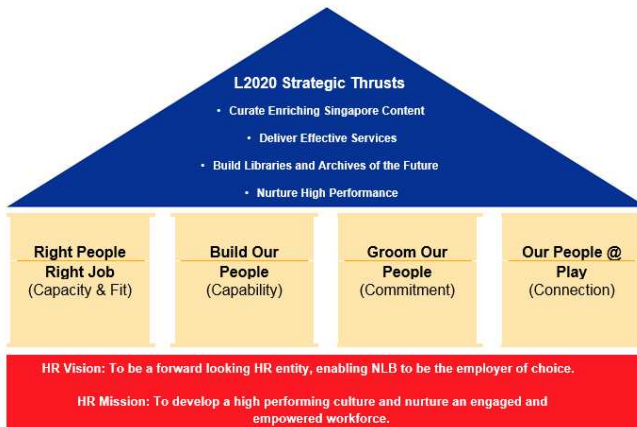 L2020 Strategic Thrusts
• Curate Enriching Singapore Content
• Deliver Effective Services
• Build Libraries and Archives of the Future
• Nurture High Performance
Right People
Right Job
(Capacity & Fit)
Build Our
People
(Capability)
Groom Our
People
(Commitment)
Our People @
Play
(Connection)
HR Vision: To be a forward looking HR entity, enabling NLB to be the employer of choice.
HR Mission: To develop a high performing culture and nurture an engaged and
empowered workforce.